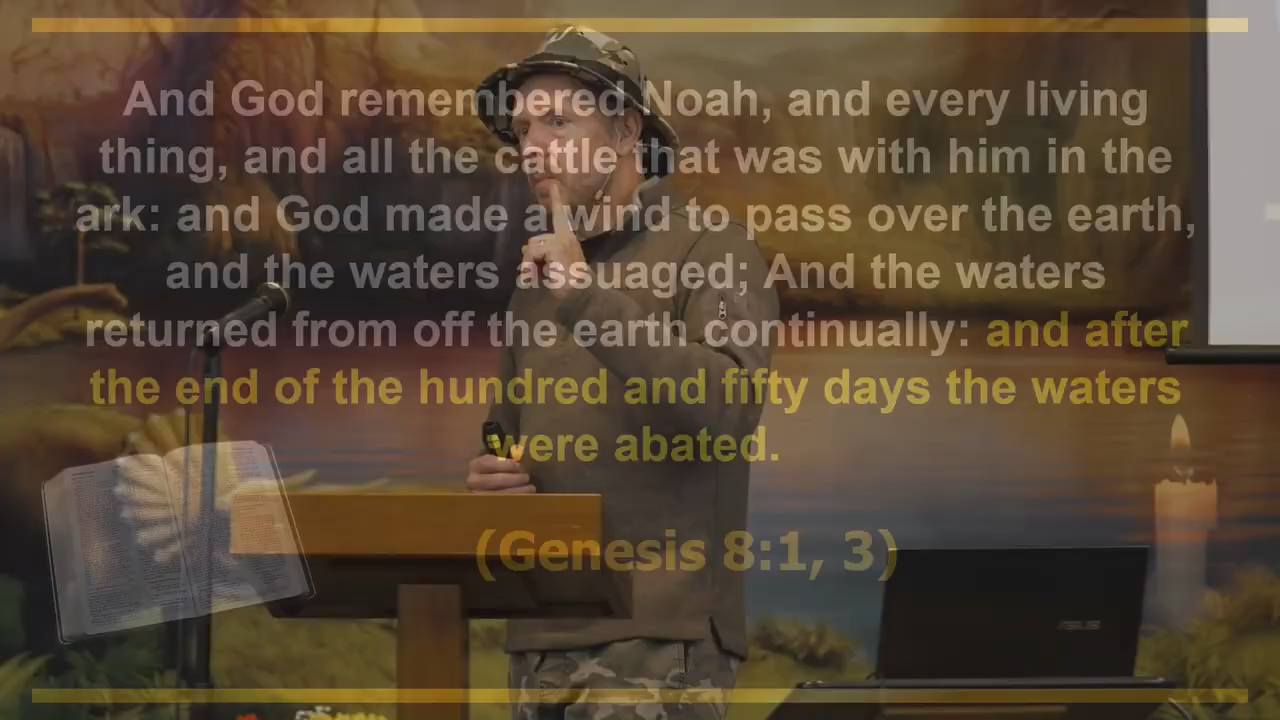 And God remembered Noah, and every living
thing, and all the cattle that was with him in the
ark: and God made a wind to pass over the earth,
and the waters assuaged; And the waters
returned from off the earth continually: and after
the end of the hundred and fifty days the waters
were abated.
(Genesis 8:1, 3)
ASUS